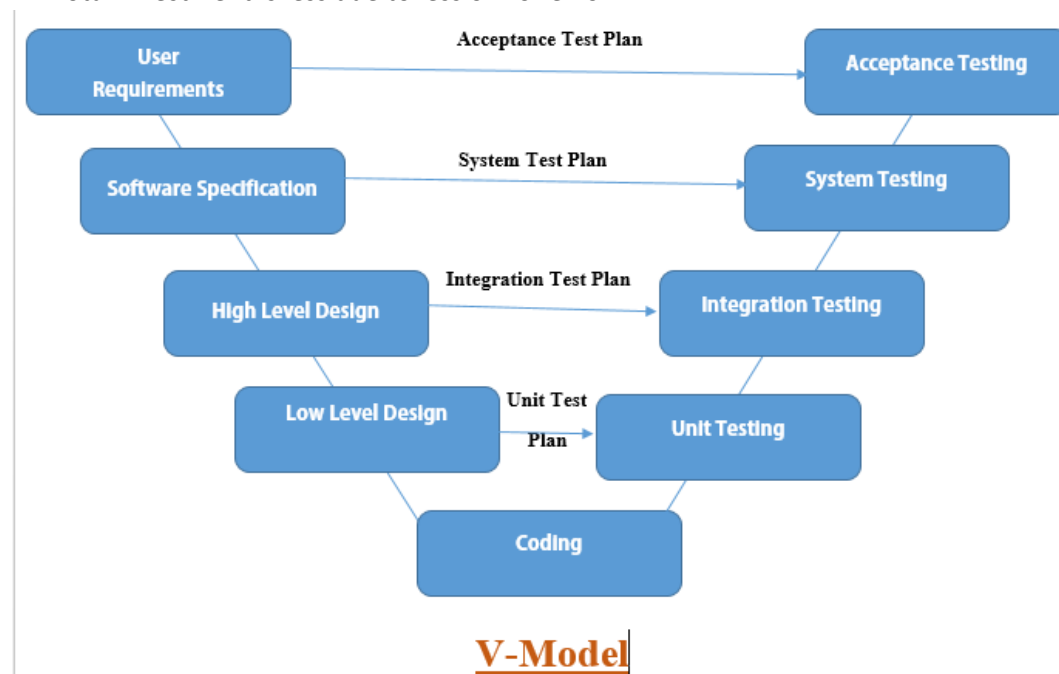 Acceptance Test Plan
User
Requirements
Acceptance Testing
System Test Plan
Software Specification
System Testing
Integration Test Plan
High Level Design
Integration Testing
Unit Test
Plan
Low Level Design
Unit Testing
Coding
V-Model